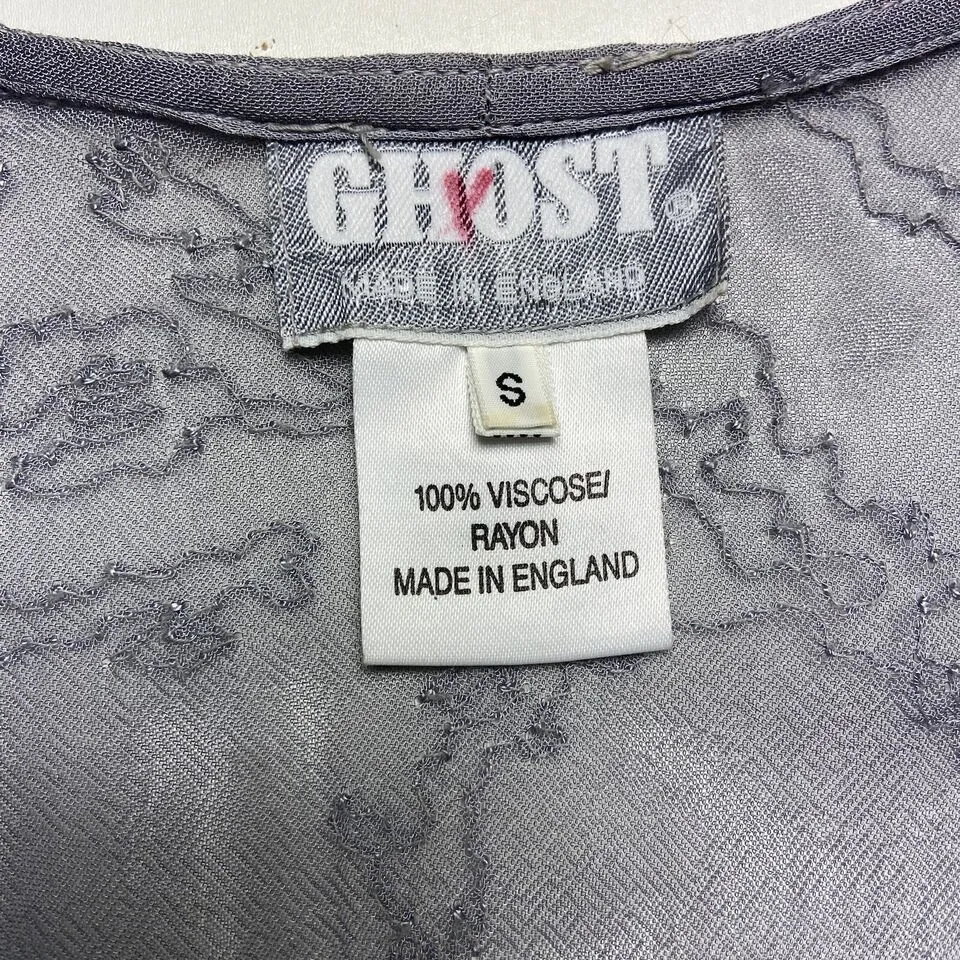 GHOST®
MADE IN ENGLAND
S
100% VISCOSE/
RAYON
MADE IN ENGLAND